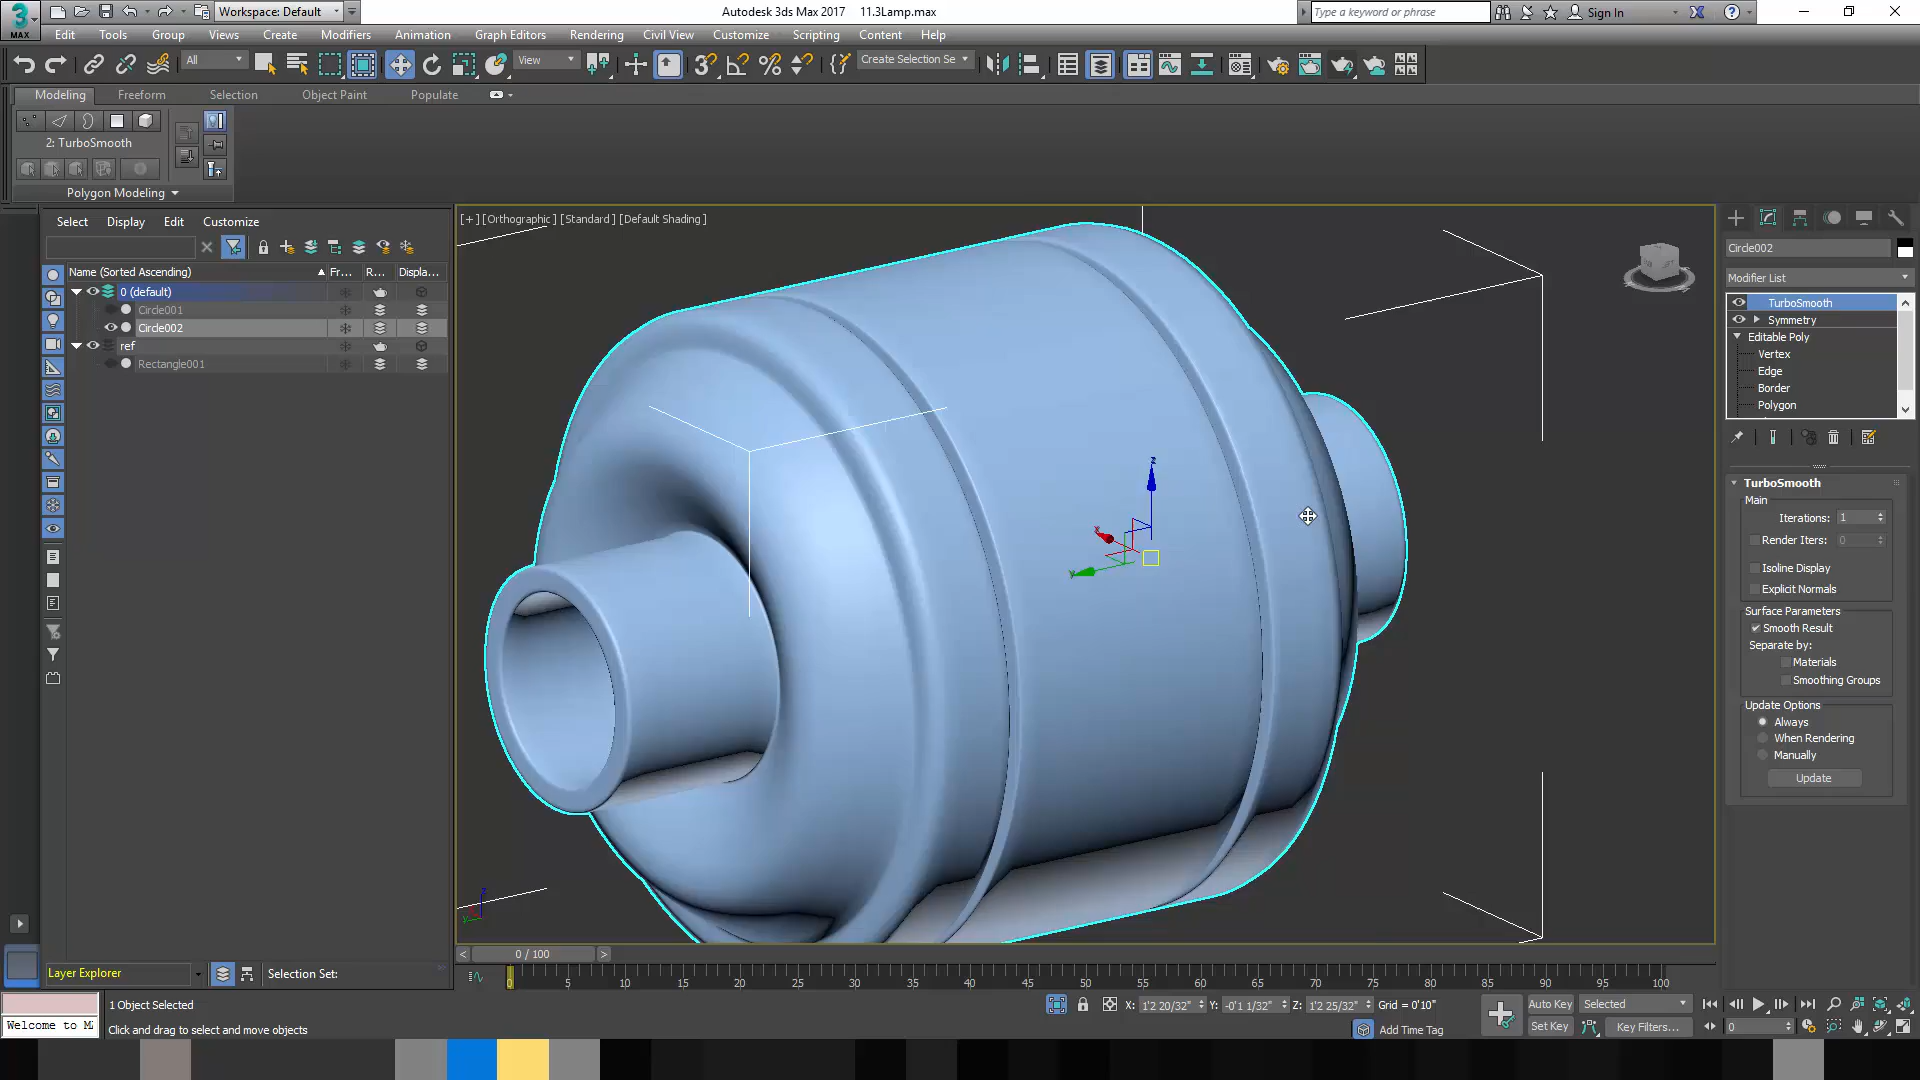 Workspace: Default
Autodesk 3ds Max 2017 11.3Lamp.max
Type a keyword or phrase
Sign In
MAX
Edit Tools Group Views Create Modifiers Animation Graph Editors Rendering Civil View Customize Scripting Content Help
All
View
Create Selection Se
Modeling Freeform Selection Object Paint Populate
2: TurboSmooth
Polygon Modeling
Select Display Edit Customize
Name (Sorted Ascending) Fr... R... Displa...
0 (default)
Circle001
Circle002
ref
Rectangle001
[+] [Orthographic] [Standard] [Default Shading]
z
x
y
Circle002
Modifier List
TurboSmooth
Symmetry
Editable Poly
Vertex
Edge
Border
Polygon
TurboSmooth
Main
Iterations: 1
Render Iters: 0
Isoline Display
Explicit Normals
Surface Parameters
Smooth Result
Separate by:
Materials
Smoothing Groups
Update Options
Always
When Rendering
Manually
Update
0 / 100
Layer Explorer
Selection Set:
0 5 10 15 20 25 30 35 40 45 50 55 60 65 70 75 80 85 90 95 100
1 Object Selected
X: 1'2 20/32" Y: -0'1 1/32" Z: 1'2 25/32" Grid = 0'10"
Auto Key Selected
Welcome to M
Click and drag to select and move objects
Add Time Tag
Set Key Key Filters...
0